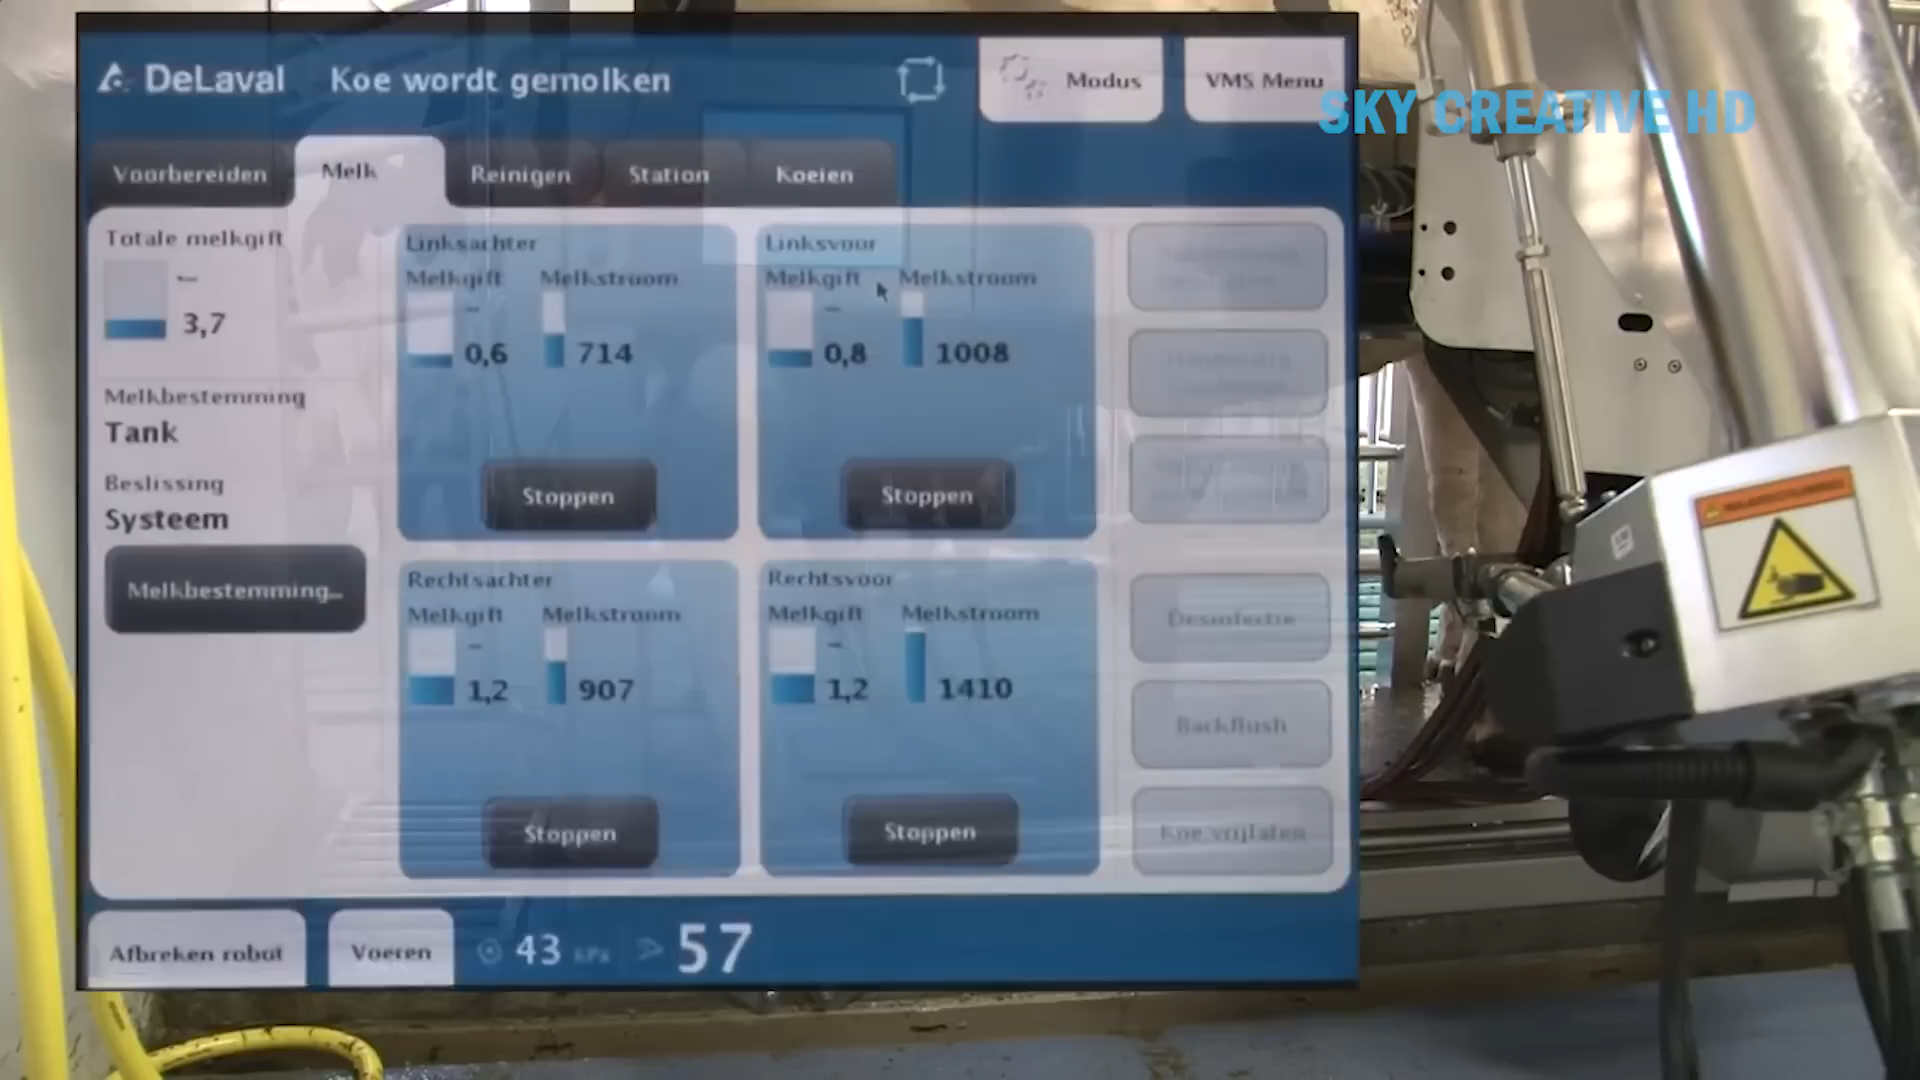 DeLaval
Koe wordt gemolken
Modus
VMS Menu
SKY CREATIVE HD
Voorbereiden
Melk
Reinigen
Station
Koeien
Totale melkgift
–
3,7
Melkbestemming
Tank
Beslissing
Systeem
Melkbestemming...
Linksachter
Melkgift
Melkstroom
–
0,6
714
Stoppen
Linksvoor
Melkgift
Melkstroom
–
0,8
1008
Stoppen
Rechtsachter
Melkgift
Melkstroom
–
1,2
907
Stoppen
Rechtsvoor
Melkgift
Melkstroom
–
1,2
1410
Stoppen
Desinfectie
Backflush
Koe vrijlaten
Afbreken robot
Voeren
43 kPa
57